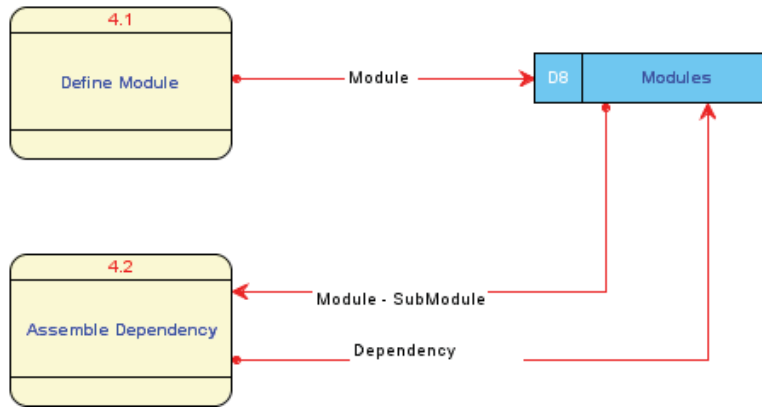 4.1
Define Module
Module
D8
Modules
4.2
Assemble Dependency
Module - SubModule
Dependency